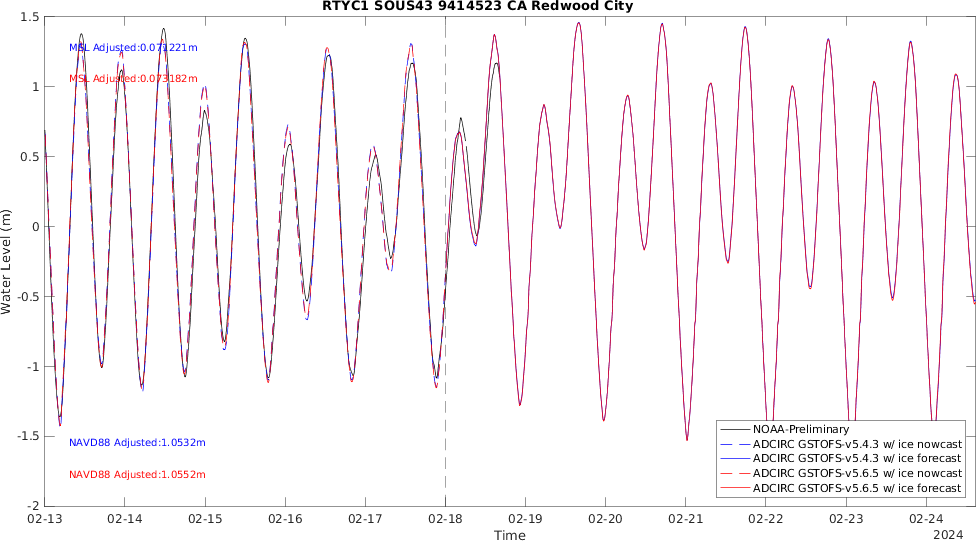 RTYC1 SOUS43 9414523 CA Redwood City
1.5
1
0.5
0
-0.5
-1
-1.5
-2
Water Level (m)
MSL Adjusted:0.071221m
MSL Adjusted:0.073182m
NAVD88 Adjusted:1.0532m
NAVD88 Adjusted:1.0552m
NOAA-Preliminary
ADCIRC GSTOFS-v5.4.3 w/ ice nowcast
ADCIRC GSTOFS-v5.4.3 w/ ice forecast
ADCIRC GSTOFS-v5.6.5 w/ ice nowcast
ADCIRC GSTOFS-v5.6.5 w/ ice forecast
02-13 02-14 02-15 02-16 02-17 02-18 02-19 02-20 02-21 02-22 02-23 02-24
Time
2024